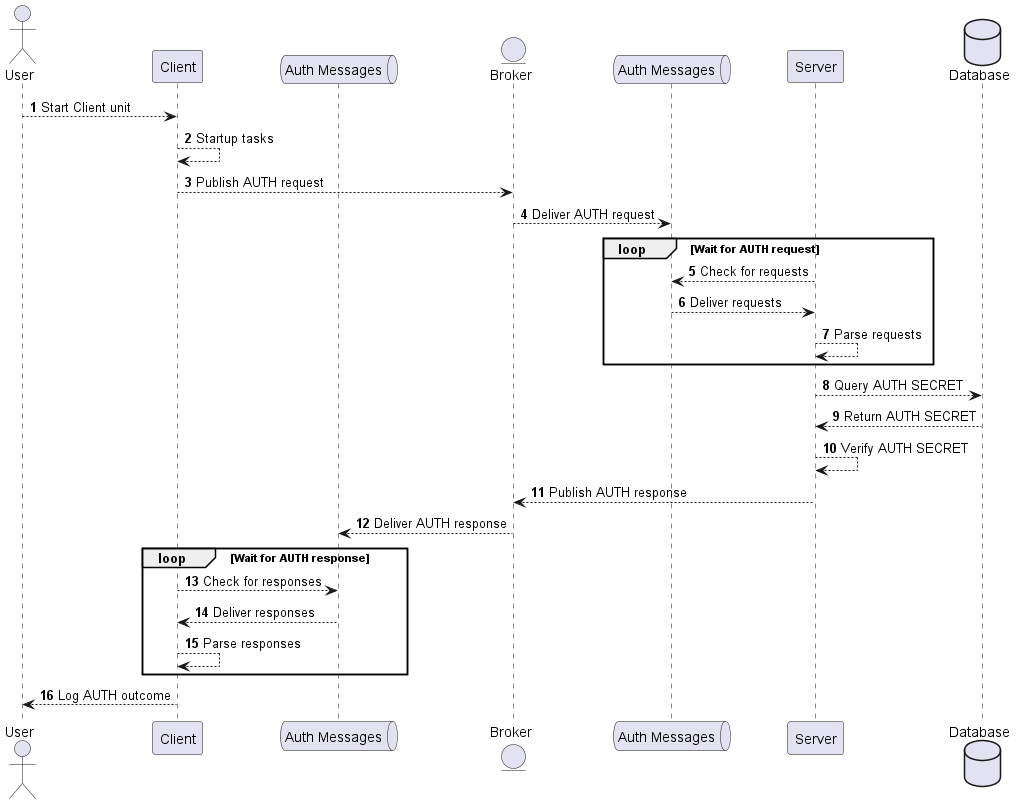 User
Client
Auth Messages
Broker
Auth Messages
Server
Database
1 Start Client unit
2 Startup tasks
3 Publish AUTH request
4 Deliver AUTH request
loop [Wait for AUTH request]
5 Check for requests
6 Deliver requests
7 Parse requests
8 Query AUTH SECRET
9 Return AUTH SECRET
10 Verify AUTH SECRET
11 Publish AUTH response
12 Deliver AUTH response
loop [Wait for AUTH response]
13 Check for responses
14 Deliver responses
15 Parse responses
16 Log AUTH outcome
User
Client
Auth Messages
Broker
Auth Messages
Server
Database